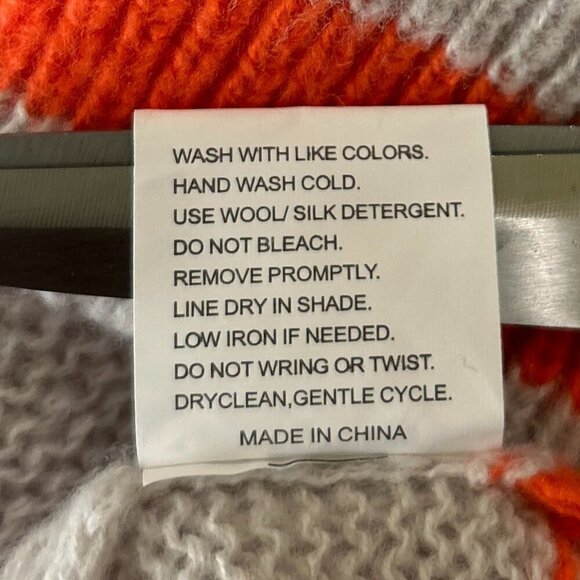 WASH WITH LIKE COLORS.
HAND WASH COLD.
USE WOOL/ SILK DETERGENT.
DO NOT BLEACH.
REMOVE PROMPTLY.
LINE DRY IN SHADE.
LOW IRON IF NEEDED.
DO NOT WRING OR TWIST.
DRYCLEAN,GENTLE CYCLE.
MADE IN CHINA